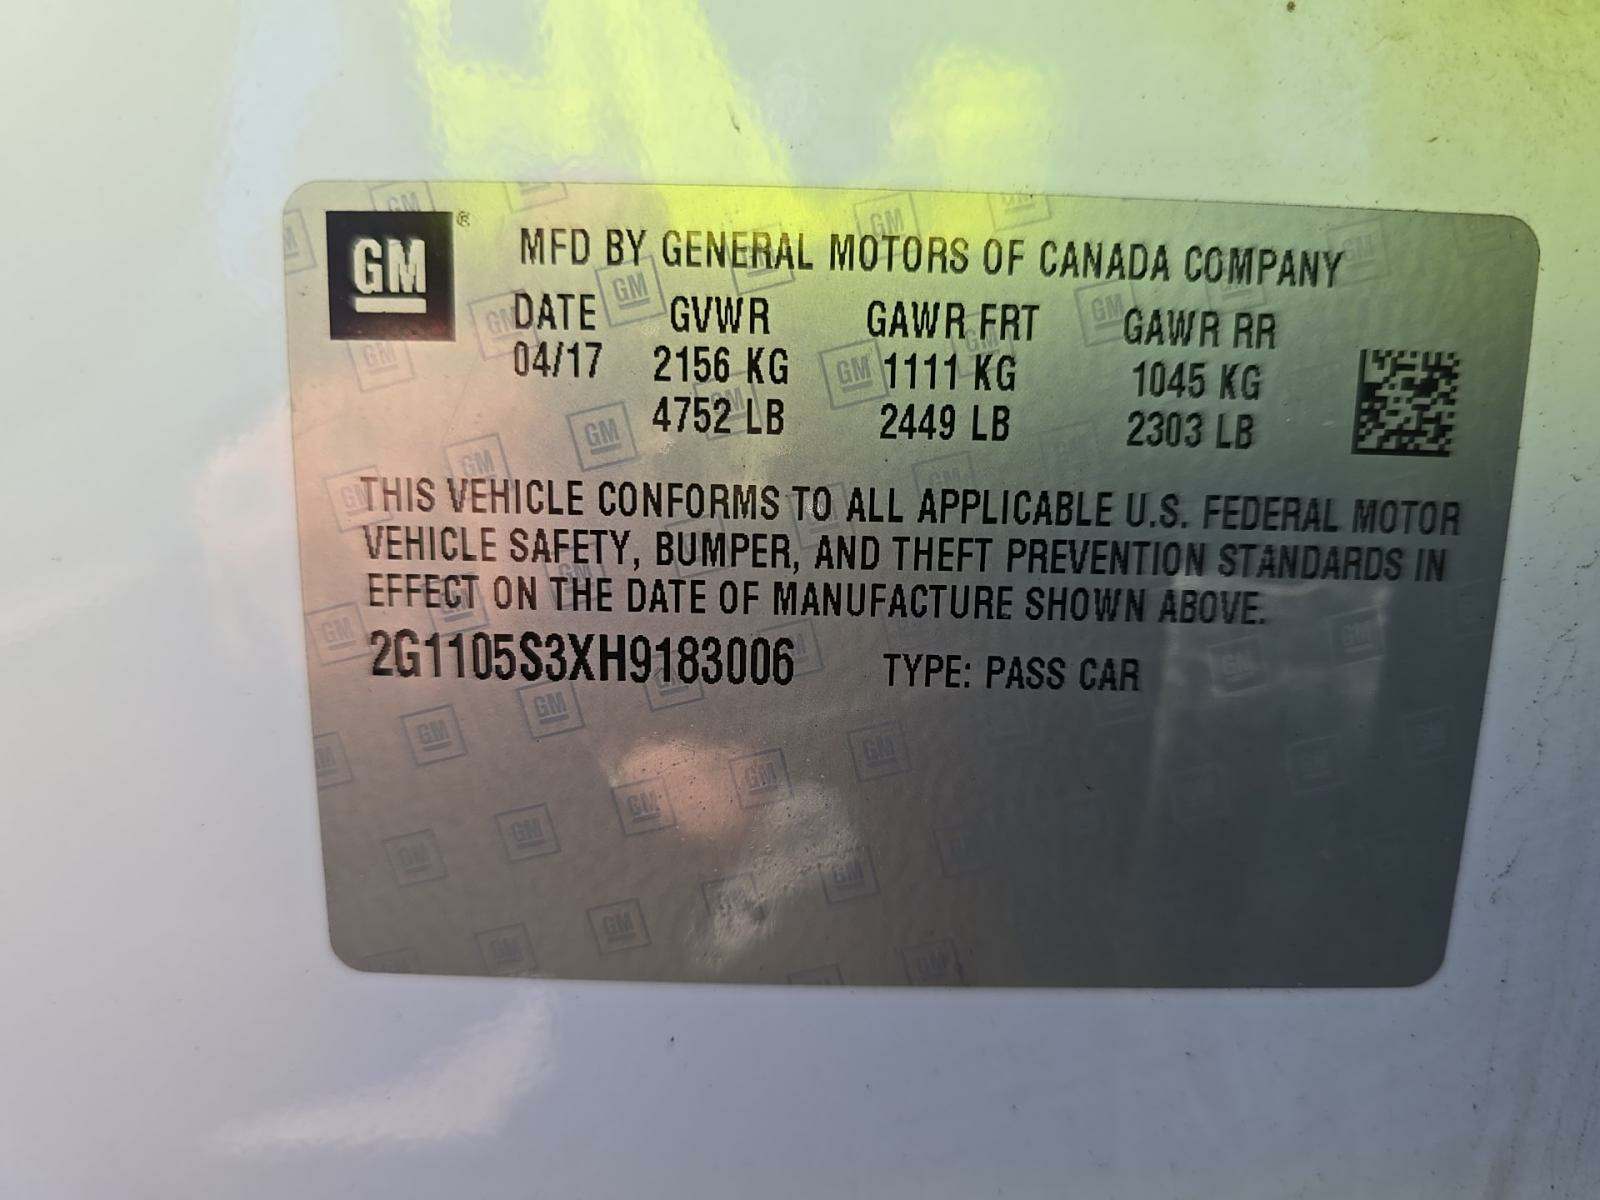 GM ® MFD BY GENERAL MOTORS OF CANADA COMPANY
DATE GVWR GAWR FRT GAWR RR
04/17 2156 KG 1111 KG 1045 KG
4752 LB 2449 LB 2303 LB
THIS VEHICLE CONFORMS TO ALL APPLICABLE U.S. FEDERAL MOTOR
VEHICLE SAFETY, BUMPER, AND THEFT PREVENTION STANDARDS IN
EFFECT ON THE DATE OF MANUFACTURE SHOWN ABOVE.
2G1105S3XH9183006 TYPE: PASS CAR